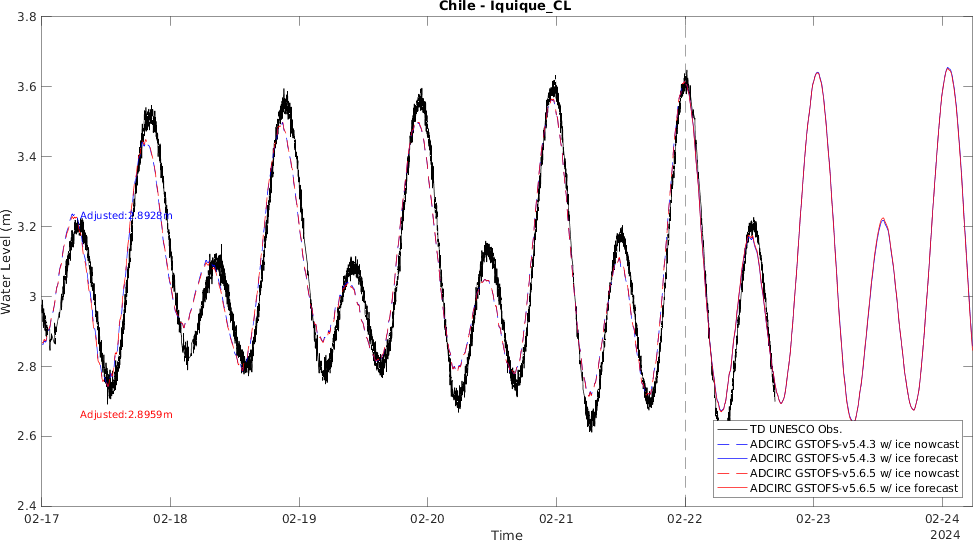 Chile - Iquique_CL
3.8
3.6
3.4
3.2
3
2.8
2.6
2.4
Water Level (m)
Adjusted:2.8928m
Adjusted:2.8959m
TD UNESCO Obs.
ADCIRC GSTOFS-v5.4.3 w/ ice nowcast
ADCIRC GSTOFS-v5.4.3 w/ ice forecast
ADCIRC GSTOFS-v5.6.5 w/ ice nowcast
ADCIRC GSTOFS-v5.6.5 w/ ice forecast
02-17 02-18 02-19 02-20 02-21 02-22 02-23 02-24
Time
2024